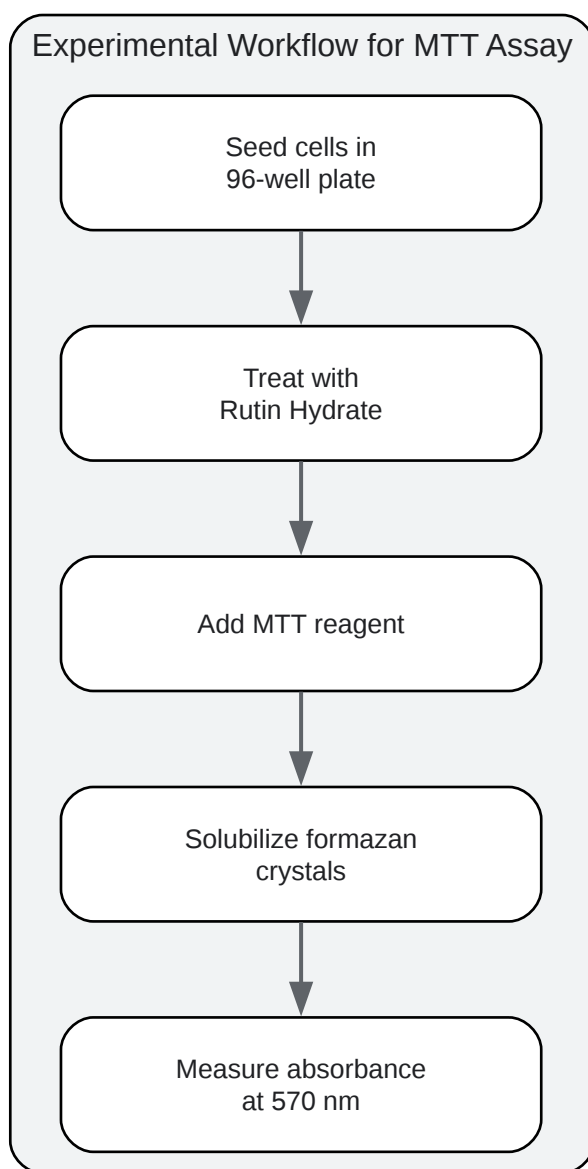 Experimental Workflow for MTT Assay
Seed cells in
96-well plate
Treat with
Rutin Hydrate
Add MTT reagent
Solubilize formazan
crystals
Measure absorbance
at 570 nm